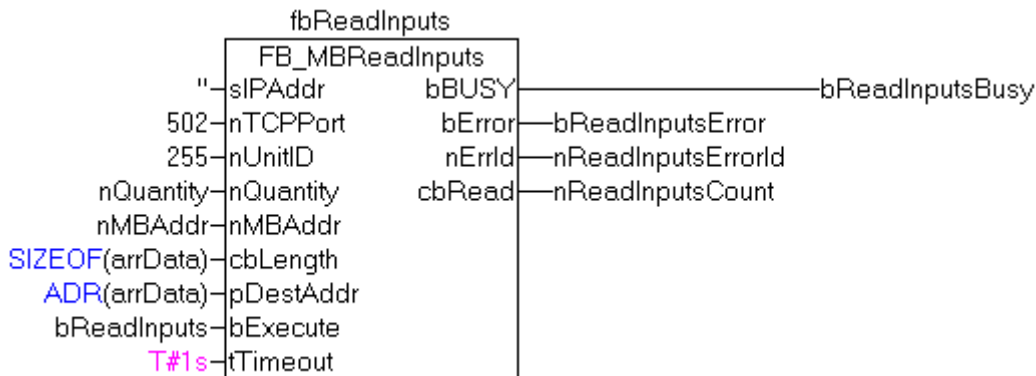 fbReadInputs
FB_MBReadInputs
"-sIPAddr bBUSY bReadInputsBusy
502-nTCPPort bError bReadInputsError
255-nUnitID nErrId nReadInputsErrorId
nQuantity-nQuantity cbRead nReadInputsCount
nMBAddr-nMBAddr
SIZEOF(arrData)-cbLength
ADR(arrData)-pDestAddr
bReadInputs-bExecute
T#1s-tTimeout